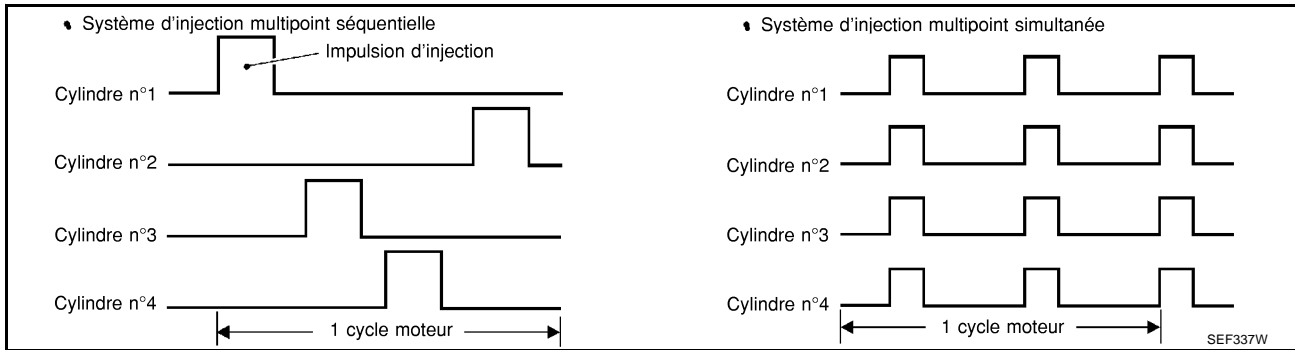 • Système d'injection multipoint séquentielle
Impulsion d'injection
Cylindre n°1
Cylindre n°2
Cylindre n°3
Cylindre n°4
1 cycle moteur
• Système d'injection multipoint simultanée
Cylindre n°1
Cylindre n°2
Cylindre n°3
Cylindre n°4
1 cycle moteur
SEF337W